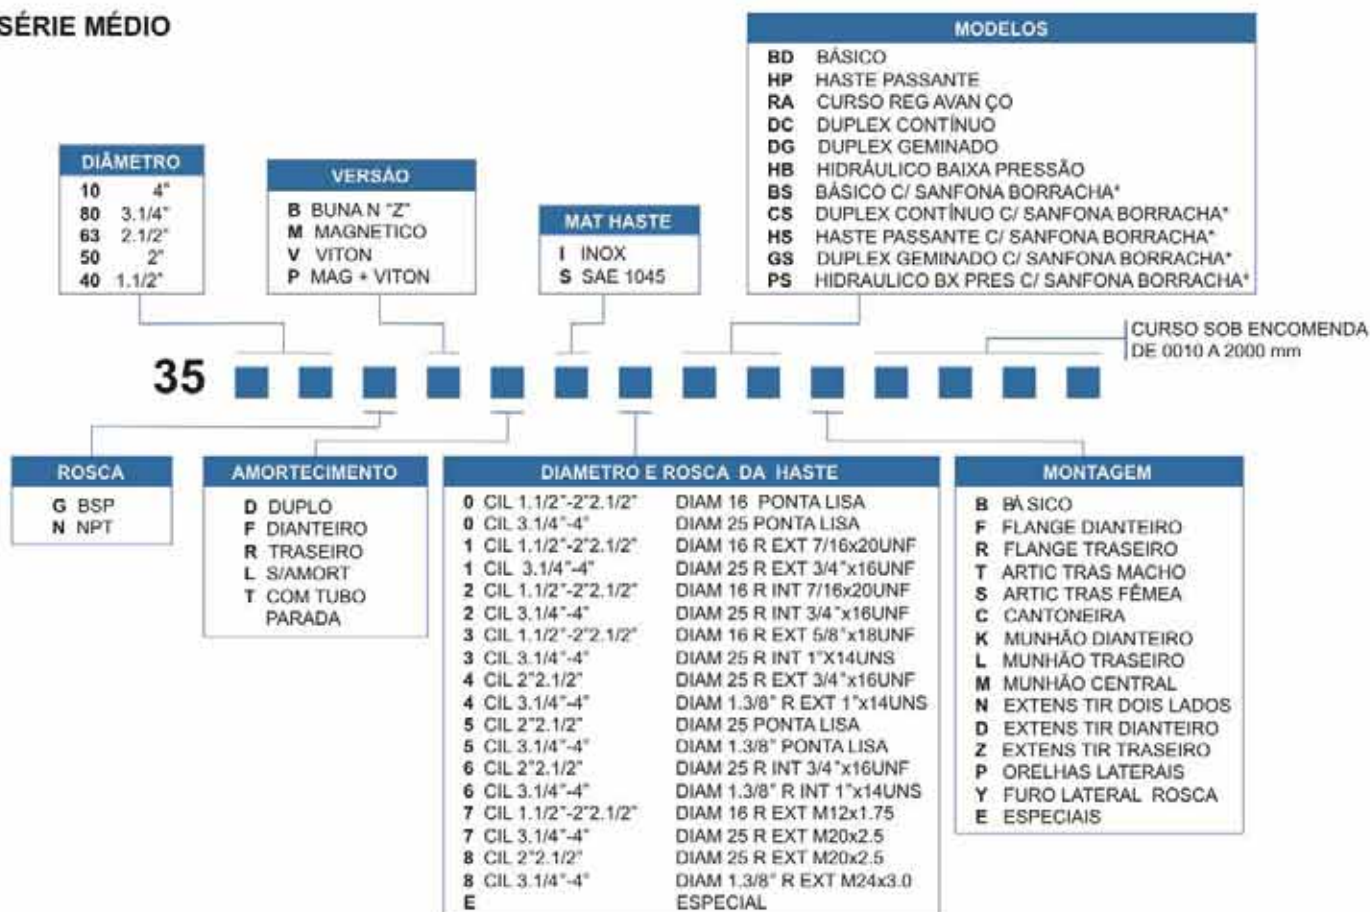 SÉRIE MÉDIO
MODELOS
BD BÁSICO
HP HASTE PASSANTE
RA CURSO REG AVAN ÇO
DC DUPLEX CONTÍNUO
DG DUPLEX GEMINADO
HB HIDRÁULICO BAIXA PRESSÃO
BS BÁSICO C/ SANFONA BORRACHA*
CS DUPLEX CONTÍNUO C/ SANFONA BORRACHA*
HS HASTE PASSANTE C/ SANFONA BORRACHA*
GS DUPLEX GEMINADO C/ SANFONA BORRACHA*
PS HIDRAULICO BX PRES C/ SANFONA BORRACHA*
DIÂMETRO
10 4"
80 3.1/4"
63 2.1/2"
50 2"
40 1.1/2"
VERSÃO
B BUNA N "Z"
M MAGNETICO
V VITON
P MAG + VITON
MAT HASTE
I INOX
S SAE 1045
CURSO SOB ENCOMENDA
DE 0010 A 2000 mm
35
ROSCA
G BSP
N NPT
AMORTECIMENTO
D DUPLO
F DIANTEIRO
R TRASEIRO
L S/AMORT
T COM TUBO
PARADA
DIAMETRO E ROSCA DA HASTE
0 CIL 1.1/2"-2"2.1/2" DIAM 16 PONTA LISA
0 CIL 3.1/4"-4" DIAM 25 PONTA LISA
1 CIL 1.1/2"-2"2.1/2" DIAM 16 R EXT 7/16x20UNF
1 CIL 3.1/4"-4" DIAM 25 R EXT 3/4"x16UNF
2 CIL 1.1/2"-2"2.1/2" DIAM 16 R INT 7/16x20UNF
2 CIL 3.1/4"-4" DIAM 25 R INT 3/4"x16UNF
3 CIL 1.1/2"-2"2.1/2" DIAM 16 R EXT 5/8"x18UNF
3 CIL 3.1/4"-4" DIAM 25 R INT 1"X14UNS
4 CIL 2"2.1/2" DIAM 25 R EXT 3/4"x16UNF
4 CIL 3.1/4"-4" DIAM 1.3/8" R EXT 1"x14UNS
5 CIL 2"2.1/2" DIAM 25 PONTA LISA
5 CIL 3.1/4"-4" DIAM 1.3/8" PONTA LISA
6 CIL 2"2.1/2" DIAM 25 R INT 3/4"x16UNF
6 CIL 3.1/4"-4" DIAM 1.3/8" R INT 1"x14UNS
7 CIL 1.1/2"-2"2.1/2" DIAM 16 R EXT M12x1.75
7 CIL 3.1/4"-4" DIAM 25 R EXT M20x2.5
8 CIL 2"2.1/2" DIAM 25 R EXT M20x2.5
8 CIL 3.1/4"-4" DIAM 1.3/8" R EXT M24x3.0
E ESPECIAL
MONTAGEM
B BÁ SICO
F FLANGE DIANTEIRO
R FLANGE TRASEIRO
T ARTIC TRAS MACHO
S ARTIC TRAS FÊMEA
C CANTONEIRA
K MUNHÃO DIANTEIRO
L MUNHÃO TRASEIRO
M MUNHÃO CENTRAL
N EXTENS TIR DOIS LADOS
D EXTENS TIR DIANTEIRO
Z EXTENS TIR TRASEIRO
P ORELHAS LATERAIS
Y FURO LATERAL ROSCA
E ESPECIAIS